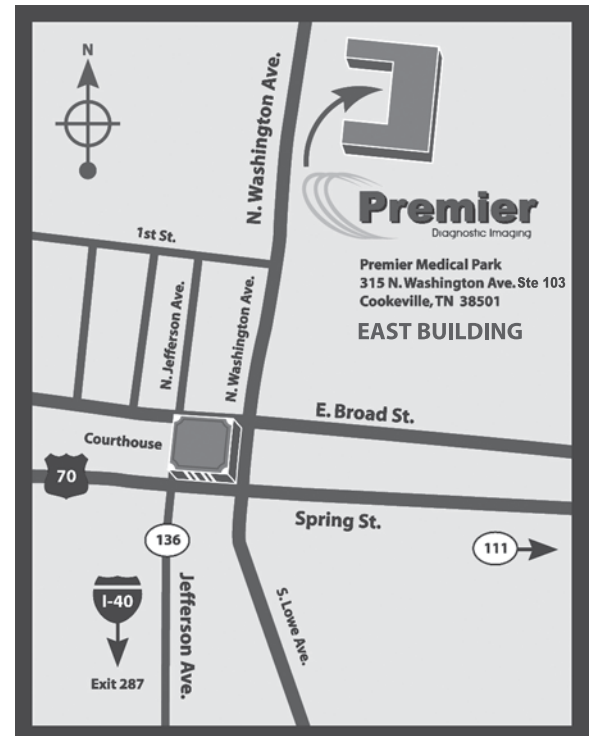 N
N. Washington Ave.
Premier
Diagnostic Imaging
1st St.
Premier Medical Park
315 N. Washington Ave. Ste 103
Cookeville, TN 38501
EAST BUILDING
N. Jefferson Ave.
N. Washington Ave.
E. Broad St.
Courthouse
70
Spring St.
136
111
I-40
Jefferson Ave.
S. Lowe Ave.
Exit 287